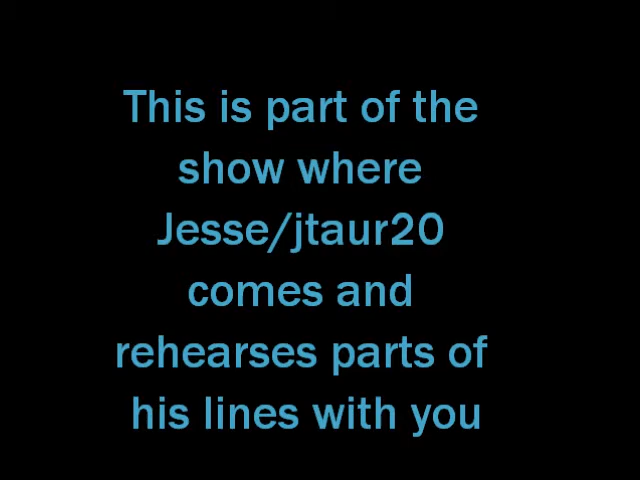 This is part of the
show where
Jesse/jtaur20
comes and
rehearses parts of
his lines with you